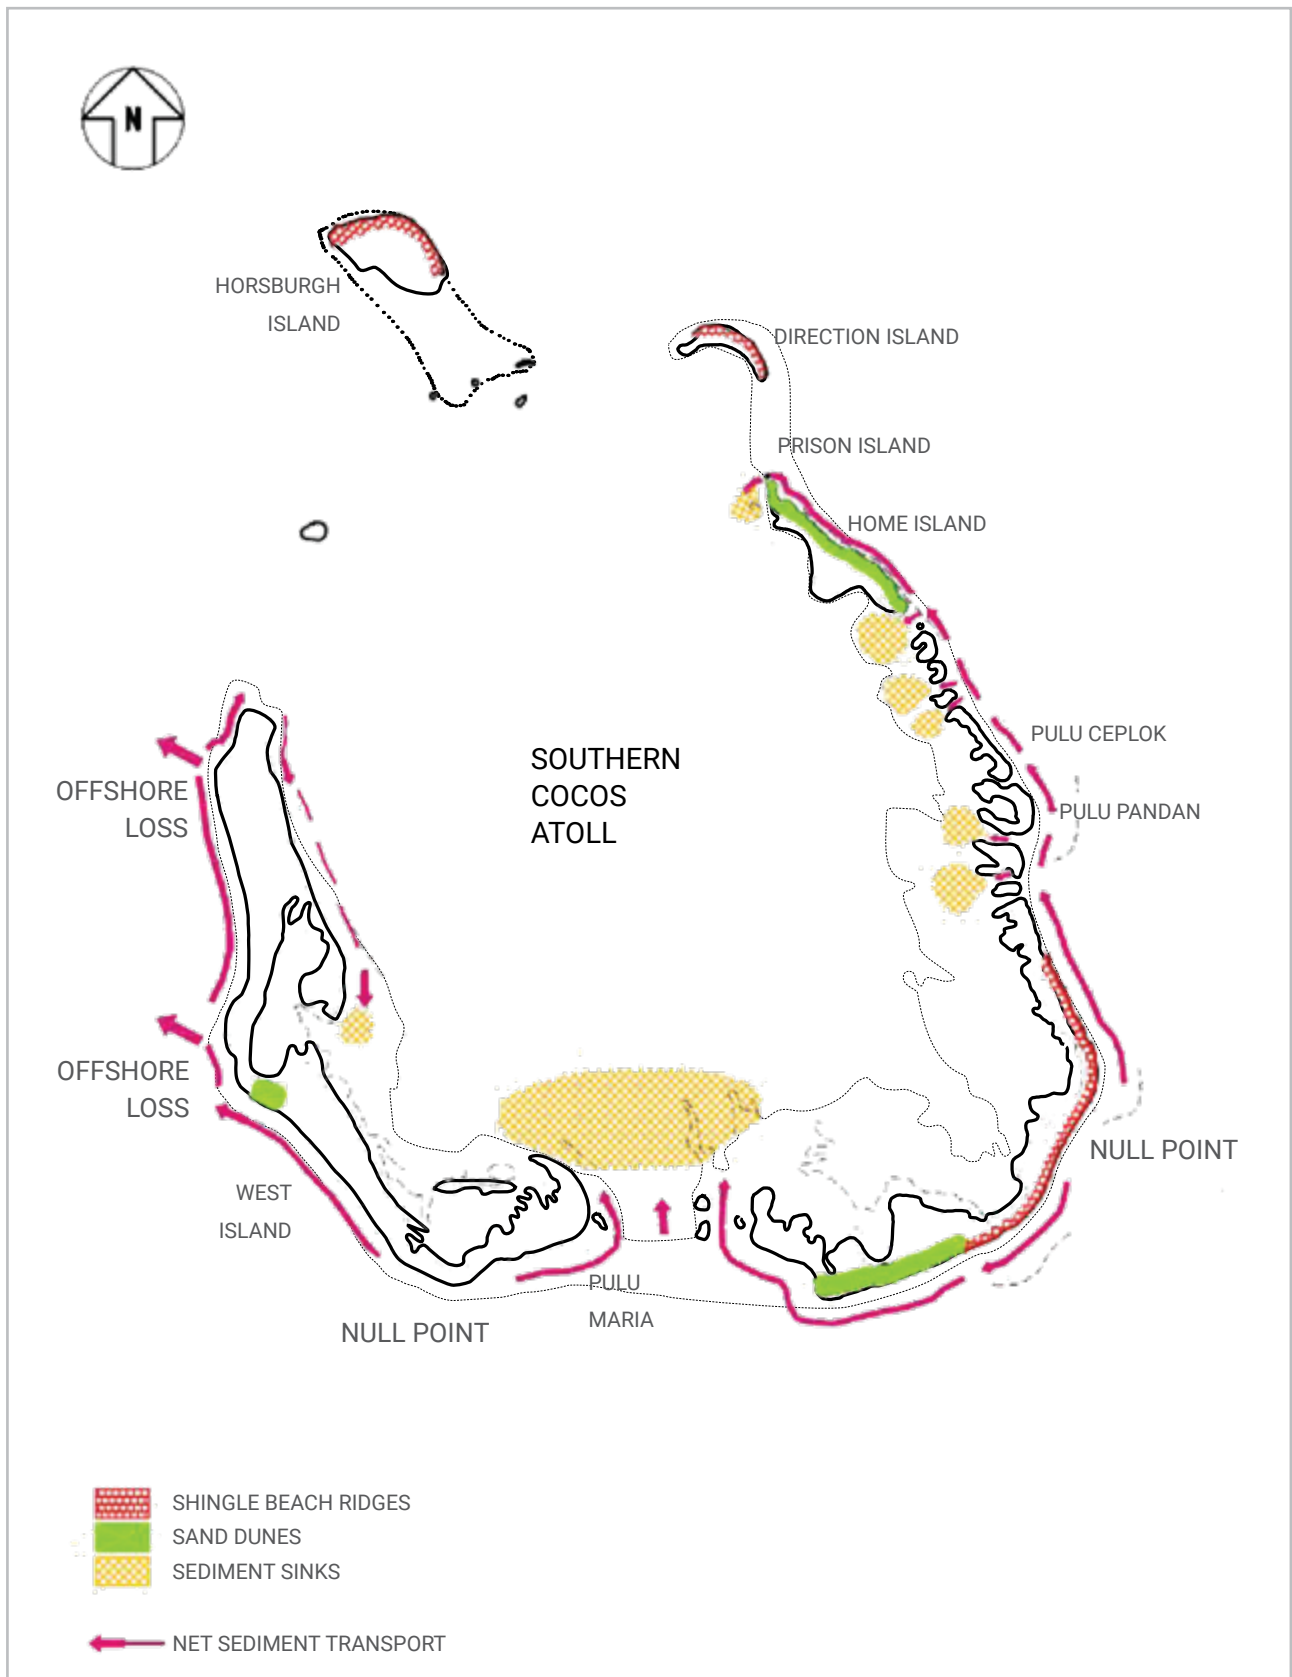 N
HORSBURGH
ISLAND
DIRECTION ISLAND
PRISON ISLAND
HOME ISLAND
PULU CEPLOK
SOUTHERN
COCOS
ATOLL
OFFSHORE
LOSS
PULU PANDAN
OFFSHORE
LOSS
NULL POINT
WEST
ISLAND
PULU
MARIA
NULL POINT
SHINGLE BEACH RIDGES
SAND DUNES
SEDIMENT SINKS
NET SEDIMENT TRANSPORT